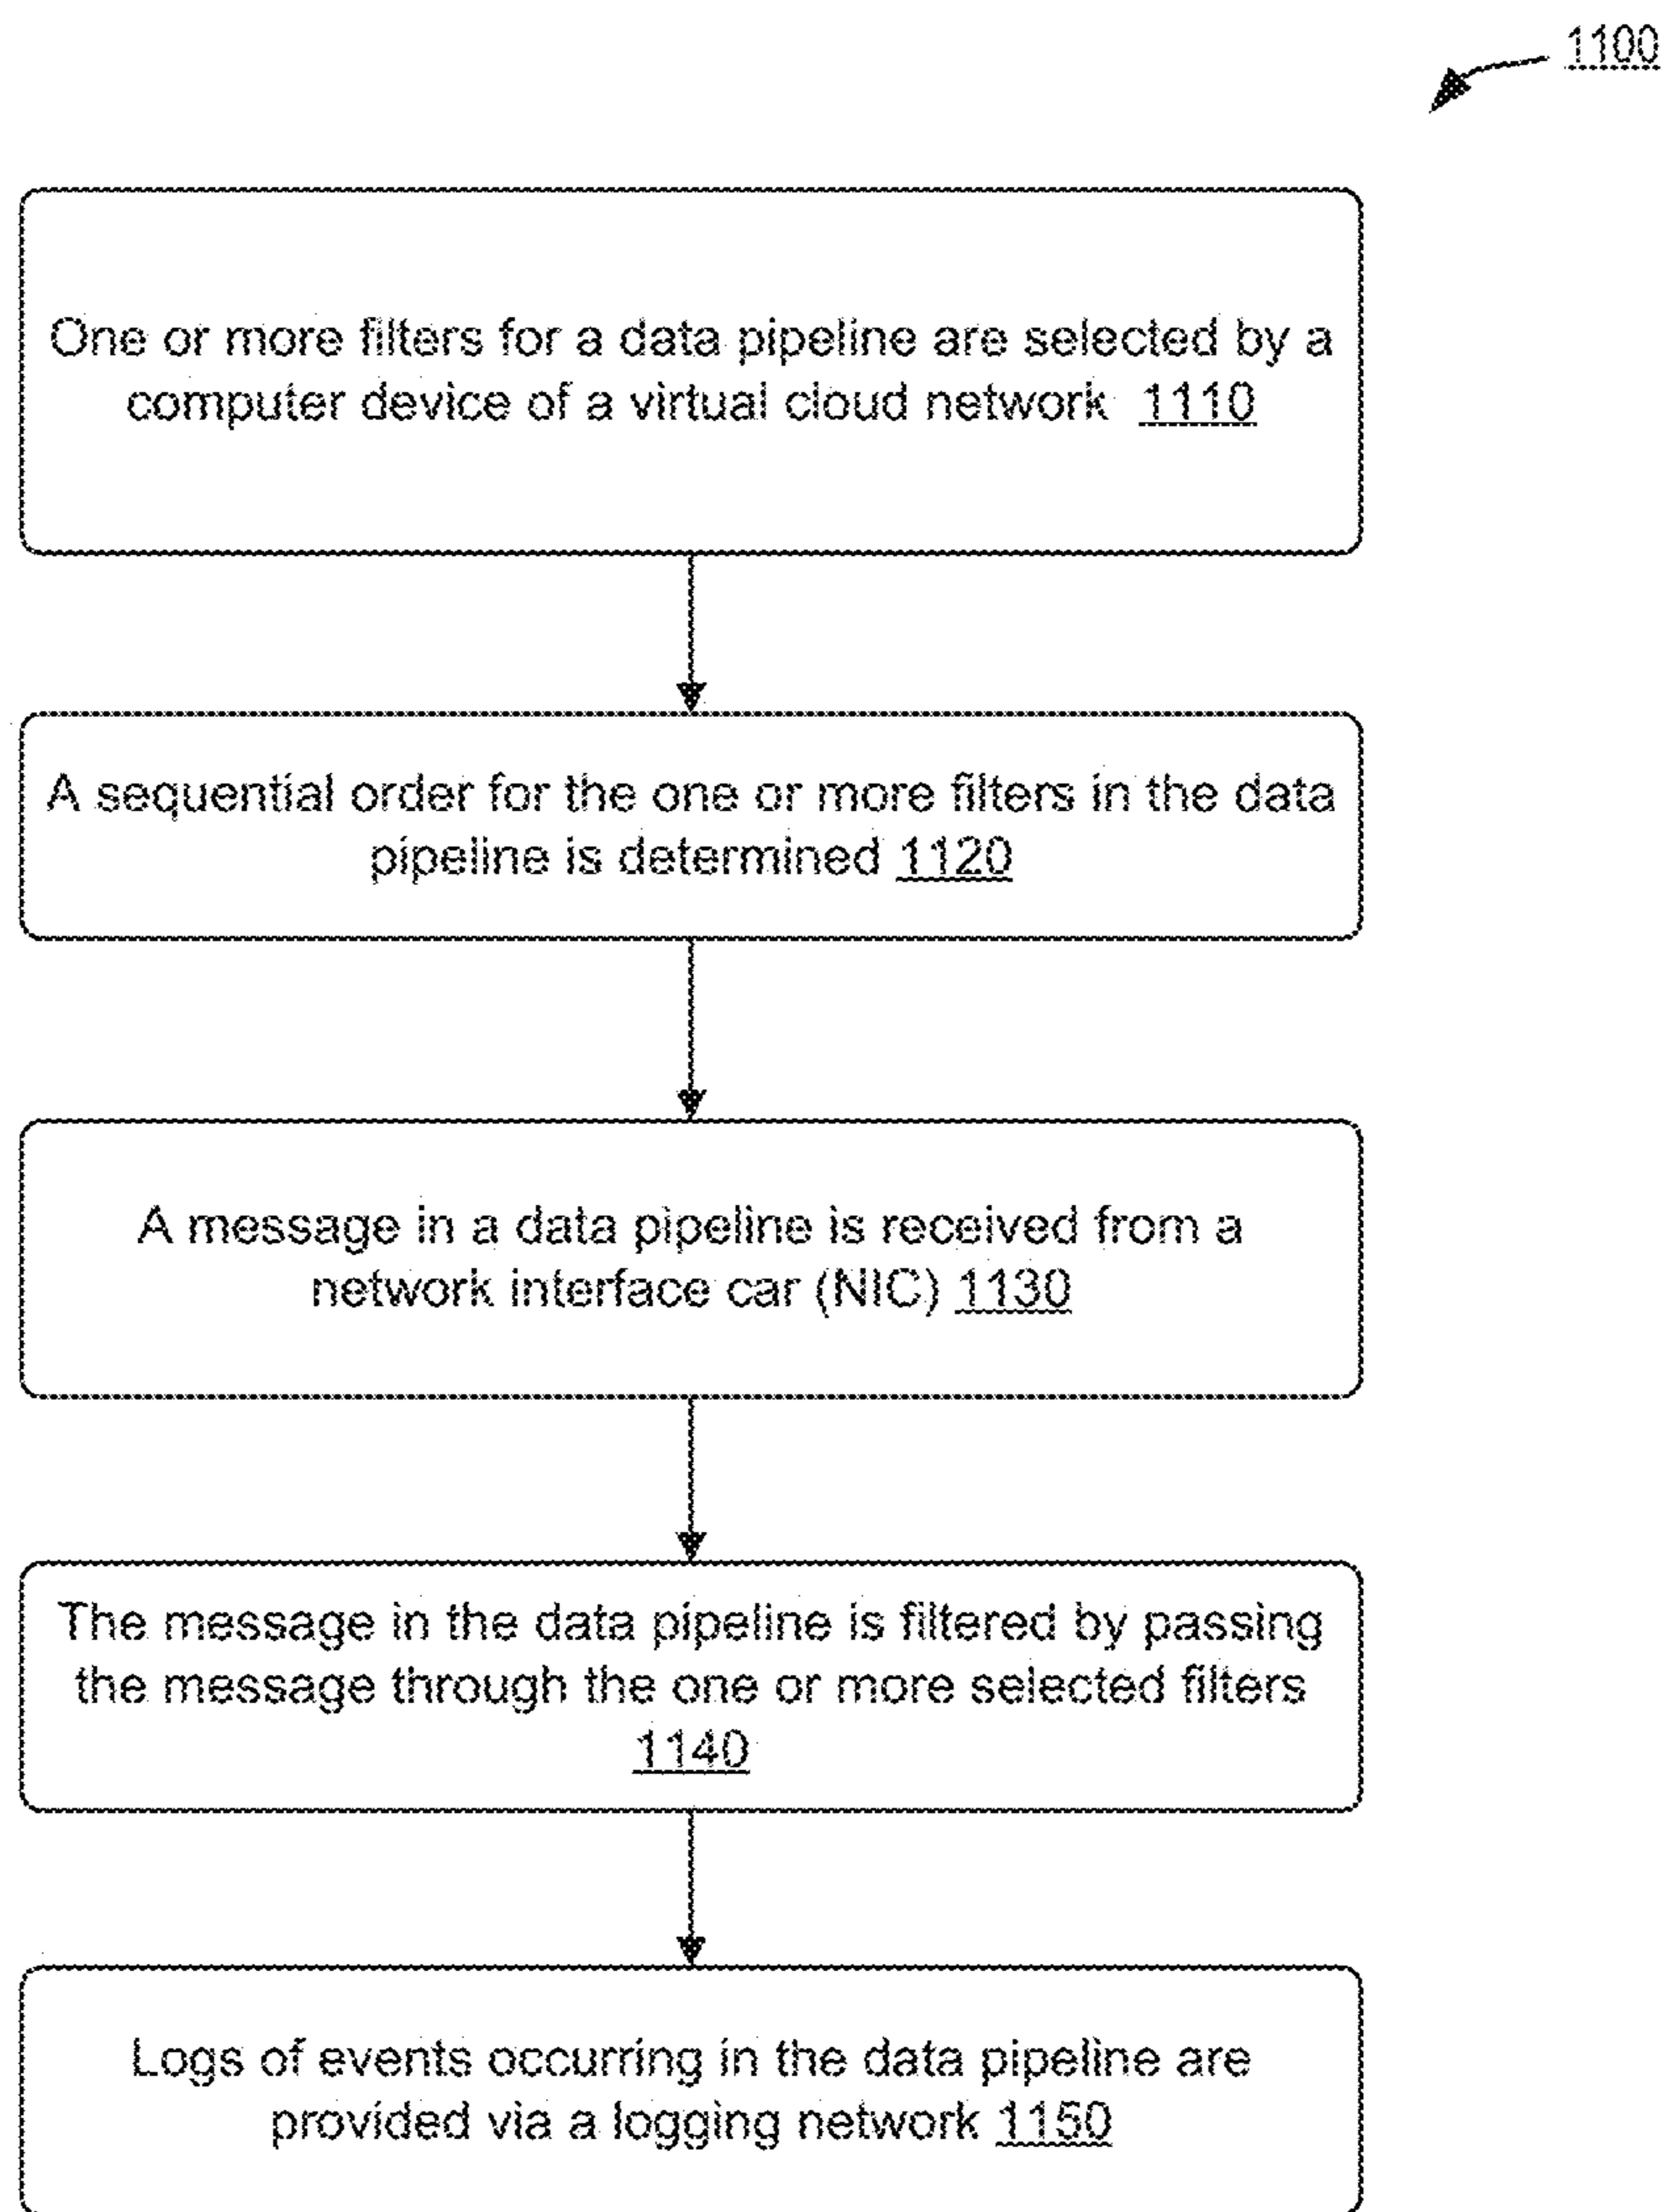 1100
One or more filters for a data pipeline are selected by a
computer device of a virtual cloud network 1110
A sequential order for the one or more filters in the data
pipeline is determined 1120
A message in a data pipeline is received from a
network interface car (NIC) 1130
The message in the data pipeline is filtered by passing
the message through the one or more selected filters
1140
Logs of events occurring in the data pipeline are
provided via a logging network 1150